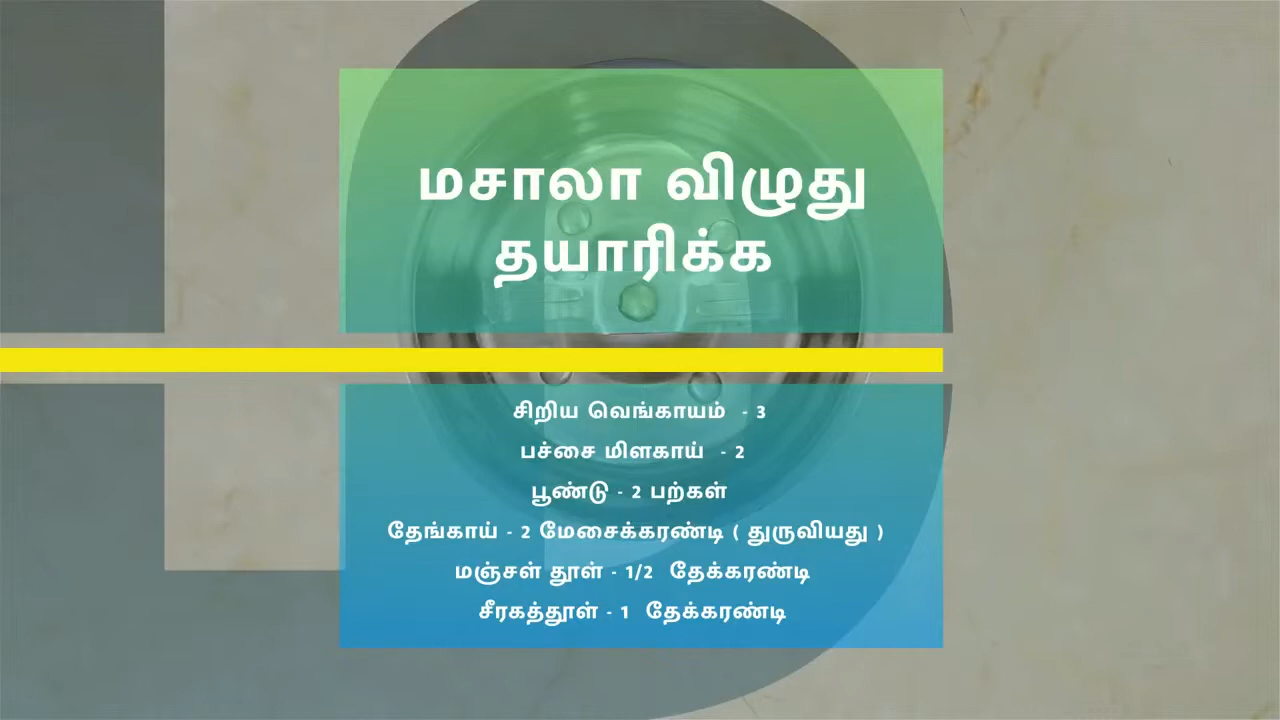 மசாலா விழுது
தயாரிக்க
சிறிய வெங்காயம் - 3
பச்சை மிளகாய் - 2
பூண்டு - 2 பற்கள்
தேங்காய் - 2 மேசைக்கரண்டி ( துருவியது )
மஞ்சள் தூள் - 1/2 தேக்கரண்டி
சீரகத்தூள் - 1 தேக்கரண்டி